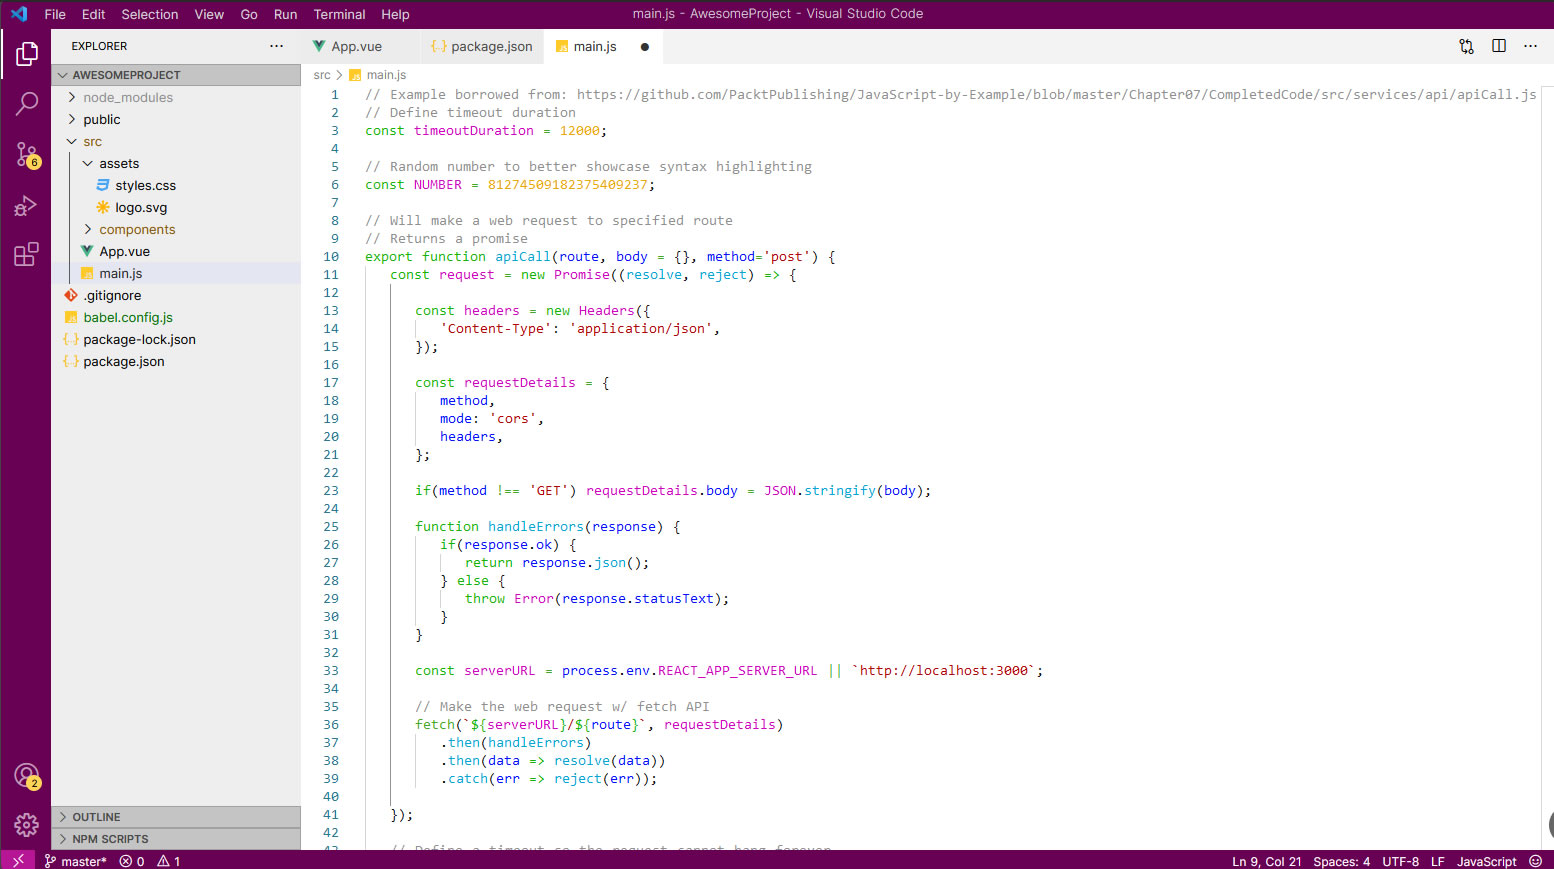 File Edit Selection View Go Run Terminal Help
main.js - AwesomeProject - Visual Studio Code
EXPLORER
AWESOMEPROJECT
node_modules
public
src
assets
styles.css
logo.svg
components
App.vue
main.js
.gitignore
babel.config.js
package-lock.json
package.json
OUTLINE
NPM SCRIPTS
6
2
App.vue {..} package.json main.js
src > main.js
1 // Example borrowed from: https://github.com/PacktPublishing/JavaScript-by-Example/blob/master/Chapter07/CompletedCode/src/services/api/apiCall.js
2 // Define timeout duration
3 const timeoutDuration = 12000;
4
5 // Random number to better showcase syntax highlighting
6 const NUMBER = 81274509182375409237;
7
8 // Will make a web request to specified route
9 // Returns a promise
10 export function apiCall(route, body = {}, method='post') {
11 const request = new Promise((resolve, reject) => {
12
13 const headers = new Headers({
14 'Content-Type': 'application/json',
15 });
16
17 const requestDetails = {
18 method,
19 mode: 'cors',
20 headers,
21 };
22
23 if(method !== 'GET') requestDetails.body = JSON.stringify(body);
24
25 function handleErrors(response) {
26 if(response.ok) {
27 return response.json();
28 } else {
29 throw Error(response.statusText);
30 }
31 }
32
33 const serverURL = process.env.REACT_APP_SERVER_URL || `http://localhost:3000`;
34
35 // Make the web request w/ fetch API
36 fetch(`${serverURL}/${route}`, requestDetails)
37 .then(handleErrors)
38 .then(data => resolve(data))
39 .catch(err => reject(err));
40
41 });
42
43 // Define a timeout so the request cannot hang forever
master* 0 1
Ln 9, Col 21 Spaces: 4 UTF-8 LF JavaScript